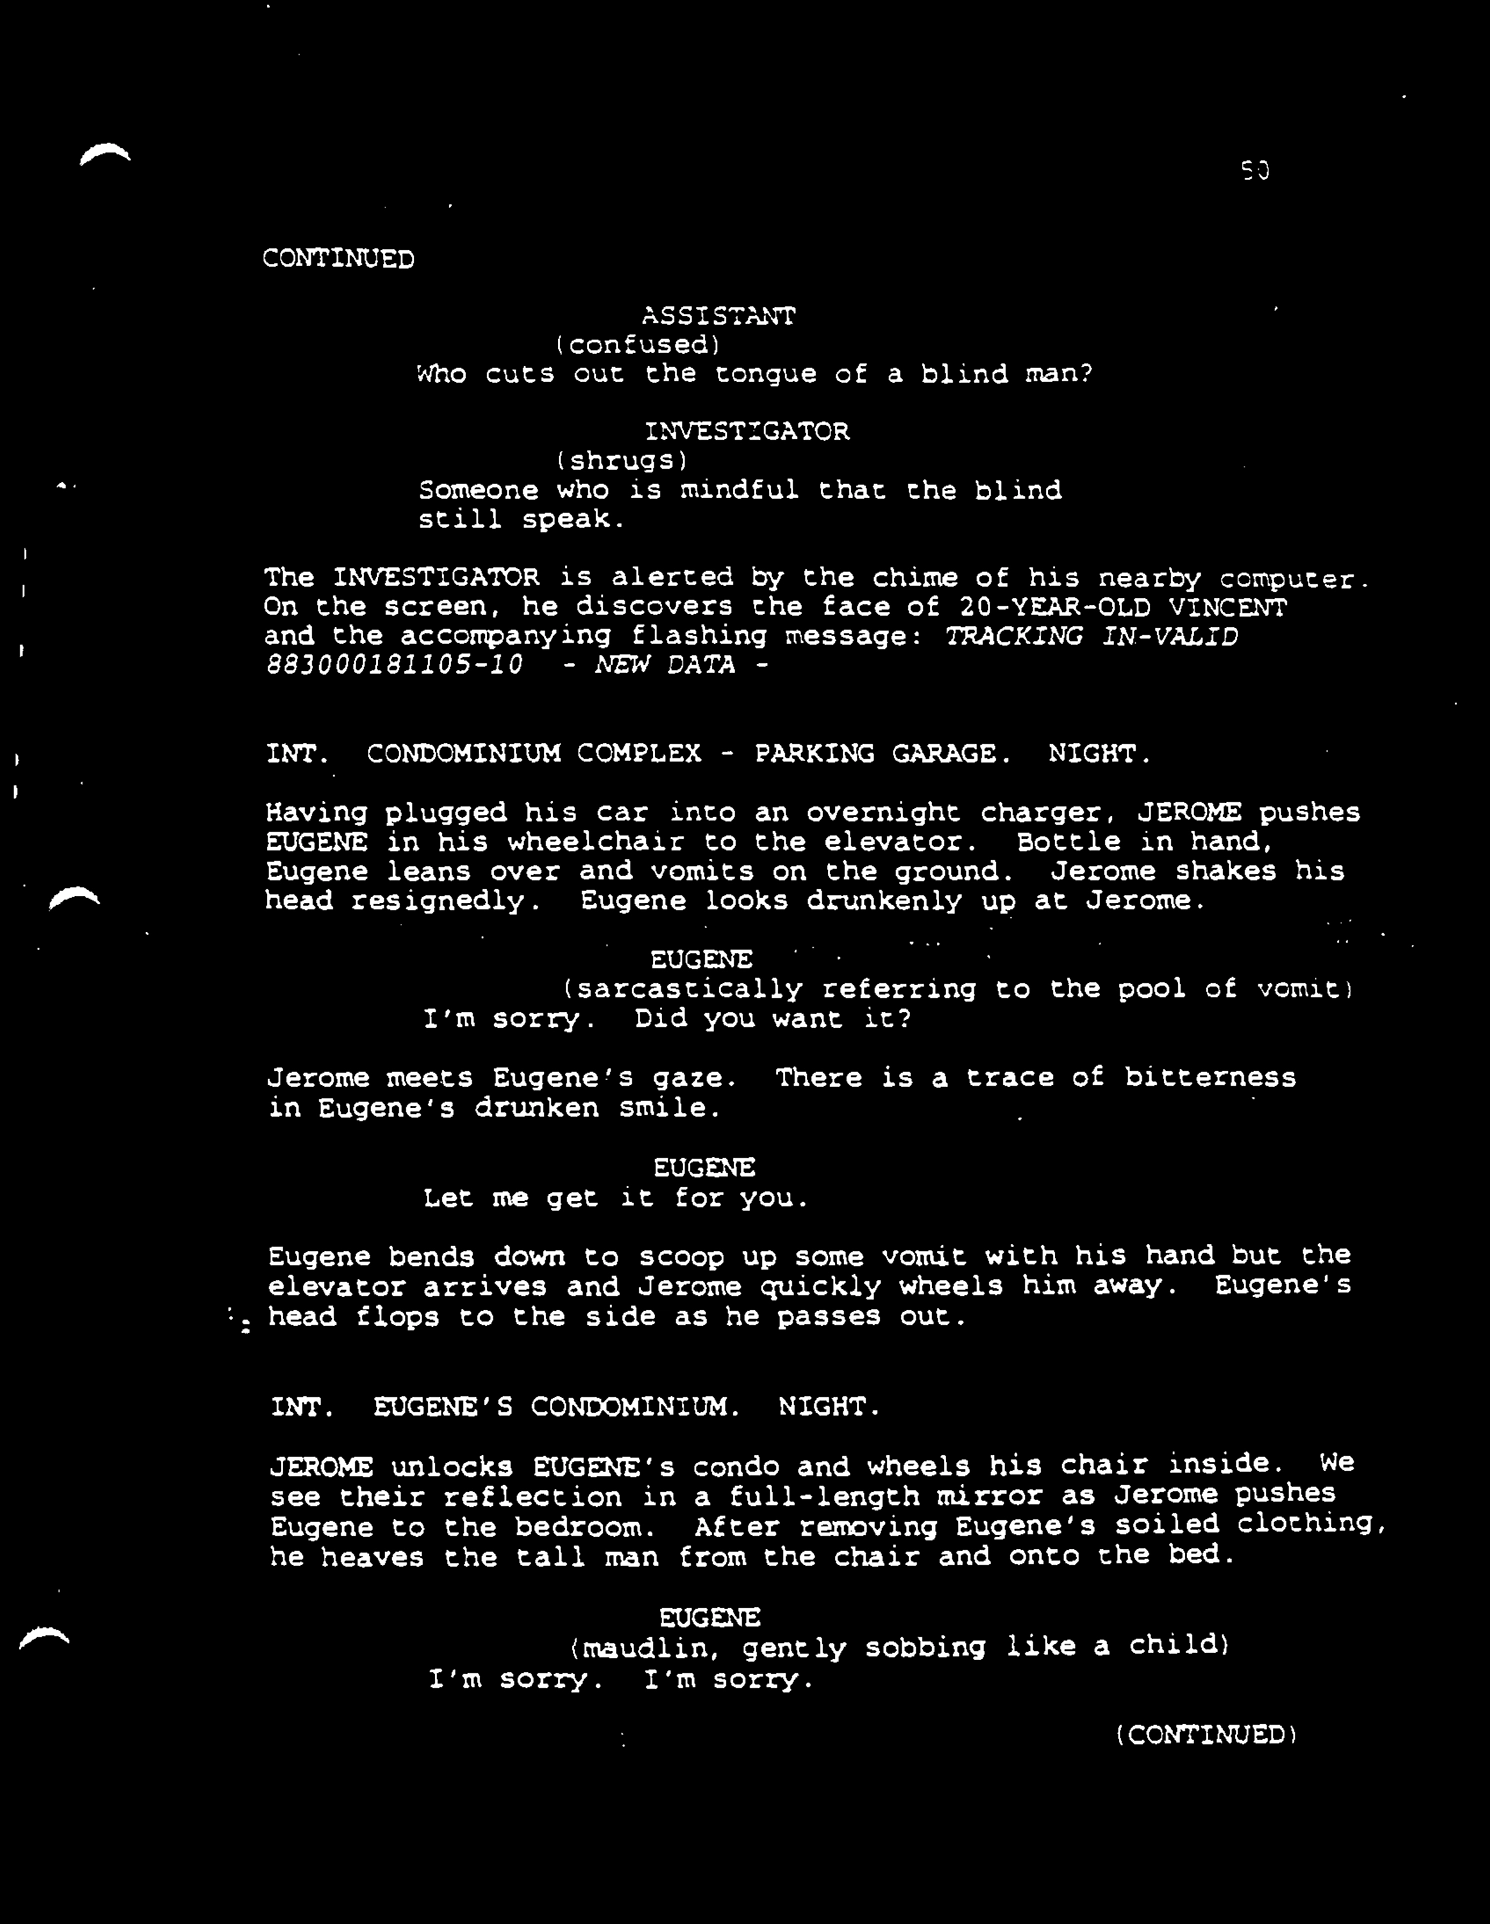 50
CONTINUED
ASSISTANT
(confused)
Who cuts out the tongue of a blind man?
INVESTIGATOR
(shrugs)
Someone who is mindful that the blind
still speak.
The INVESTIGATOR is alerted by the chime of his nearby computer.
On the screen, he discovers the face of 20-YEAR-OLD VINCENT
and the accompanying flashing message: TRACKING IN-VALID
883000181105-10 - NEW DATA -
INT. CONDOMINIUM COMPLEX - PARKING GARAGE. NIGHT.
Having plugged his car into an overnight charger, JEROME pushes
EUGENE in his wheelchair to the elevator. Bottle in hand,
Eugene leans over and vomits on the ground. Jerome shakes his
head resignedly. Eugene looks drunkenly up at Jerome.
EUGENE
(sarcastically referring to the pool of vomit)
I'm sorry. Did you want it?
Jerome meets Eugene's gaze. There is a trace of bitterness
in Eugene's drunken smile.
EUGENE
Let me get it for you.
Eugene bends down to scoop up some vomit with his hand but the
elevator arrives and Jerome quickly wheels him away. Eugene's
head flops to the side as he passes out.
INT. EUGENE'S CONDOMINIUM. NIGHT.
JEROME unlocks EUGENE's condo and wheels his chair inside. We
see their reflection in a full-length mirror as Jerome pushes
Eugene to the bedroom. After removing Eugene's soiled clothing,
he heaves the tall man from the chair and onto the bed.
EUGENE
(maudlin, gently sobbing like a child)
I'm sorry. I'm sorry.
(CONTINUED)